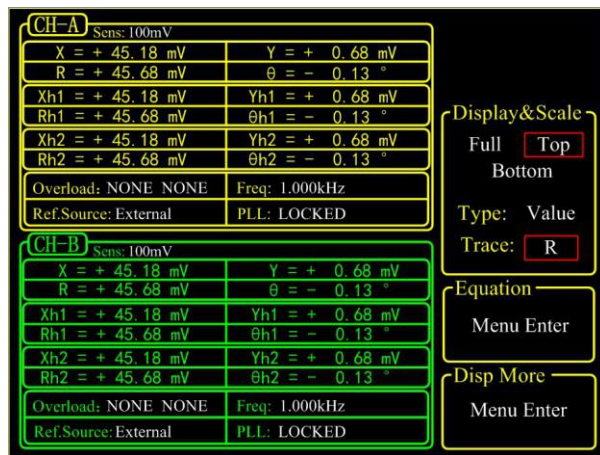 CH-A Sens: 100mV
X = + 45.18 mV Y = + 0.68 mV
R = + 45.68 mV θ = - 0.13 °
Xh1 = + 45.18 mV Yh1 = + 0.68 mV
Rh1 = + 45.68 mV θh1 = - 0.13 °
Xh2 = + 45.18 mV Yh2 = + 0.68 mV
Rh2 = + 45.68 mV θh2 = - 0.13 °
Overload: NONE NONE Freq: 1.000kHz
Ref.Source: External PLL: LOCKED
CH-B Sens: 100mV
X = + 45.18 mV Y = + 0.68 mV
R = + 45.68 mV θ = - 0.13 °
Xh1 = + 45.18 mV Yh1 = + 0.68 mV
Rh1 = + 45.68 mV θh1 = - 0.13 °
Xh2 = + 45.18 mV Yh2 = + 0.68 mV
Rh2 = + 45.68 mV θh2 = - 0.13 °
Overload: NONE NONE Freq: 1.000kHz
Ref.Source: External PLL: LOCKED
Display&Scale
Full Top
Bottom
Type: Value
Trace: R
Equation
Menu Enter
Disp More
Menu Enter